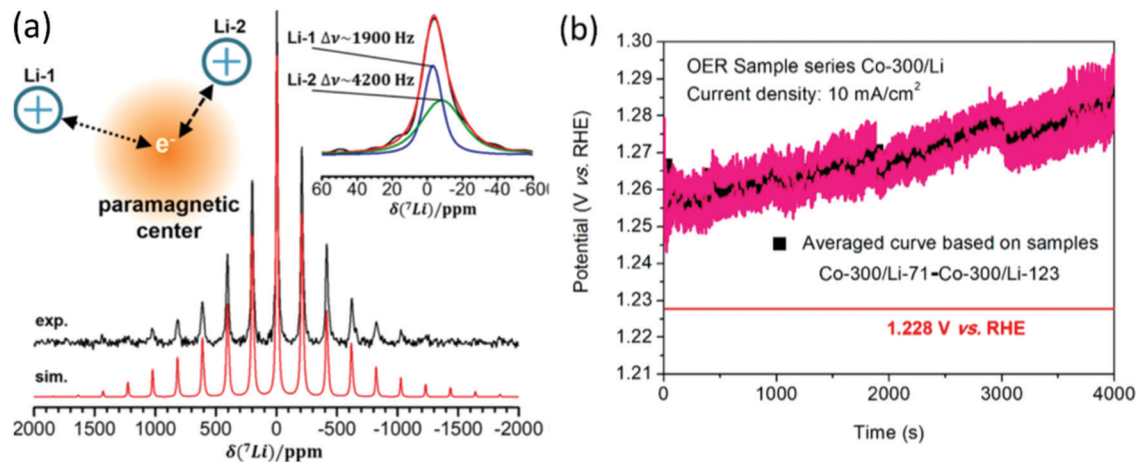 (a)
Li-2
Li-1
e-
paramagnetic
center
Li-1 Δν~1900 Hz
Li-2 Δν~4200 Hz
60 40 20 0 -20 -40 -60
δ(⁷Li)/ppm
exp.
sim.
2000 1500 1000 500 0 -500 -1000 -1500 -2000
δ(⁷Li)/ppm
(b)
1.30
1.29
1.28
1.27
1.26
1.25
1.24
1.23
1.22
1.21
Potential (V vs. RHE)
OER Sample series Co-300/Li
Current density: 10 mA/cm²
Averaged curve based on samples
Co-300/Li-71-Co-300/Li-123
1.228 V vs. RHE
0 1000 2000 3000 4000
Time (s)